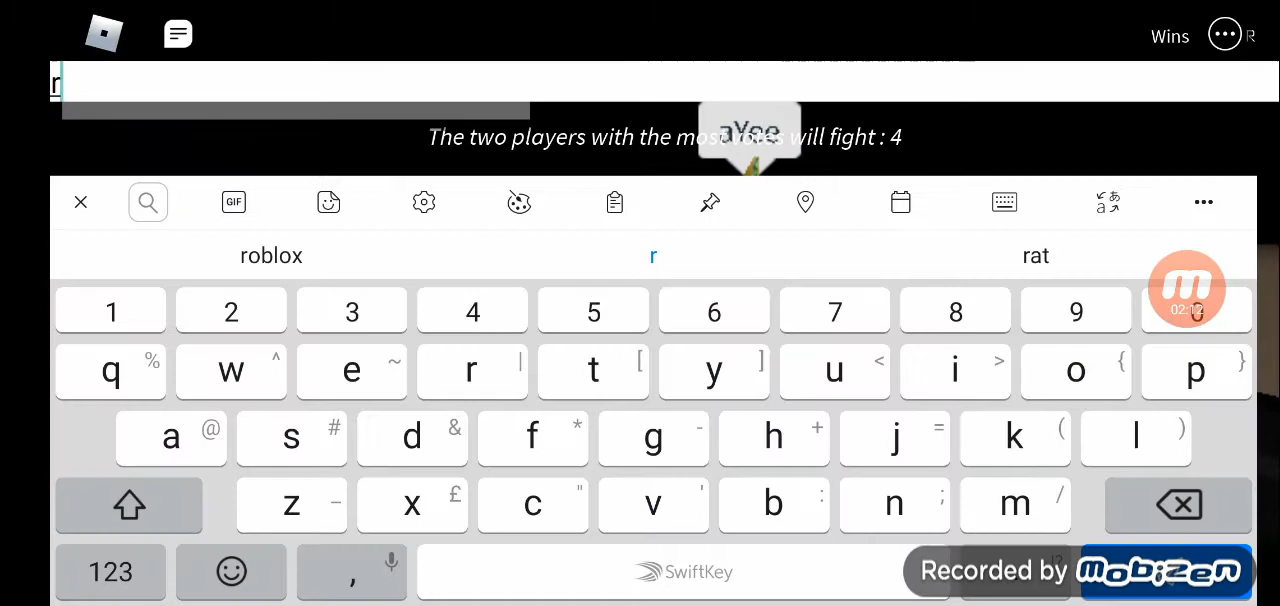 Wins
R
r
aYee
The two players with the most votes will fight : 4
GIF
roblox r rat
1 2 3 4 5 6 7 8 9 0
02:12
q % w ^ e ~ r | t [ y ] u < i > o { p }
a @ s # d & f * g - h + j = k ( l )
z _ x £ c " v ' b : n ; m /
123 , SwiftKey
Recorded by mobizen